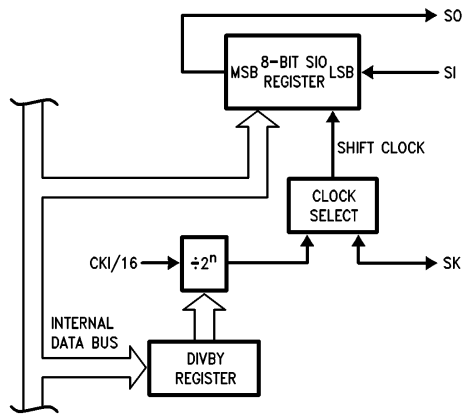 SO
MSB 8-BIT SIO LSB
REGISTER
SI
SHIFT CLOCK
CLOCK
SELECT
CKI/16
÷2ⁿ
SK
INTERNAL
DATA BUS
DIVBY
REGISTER